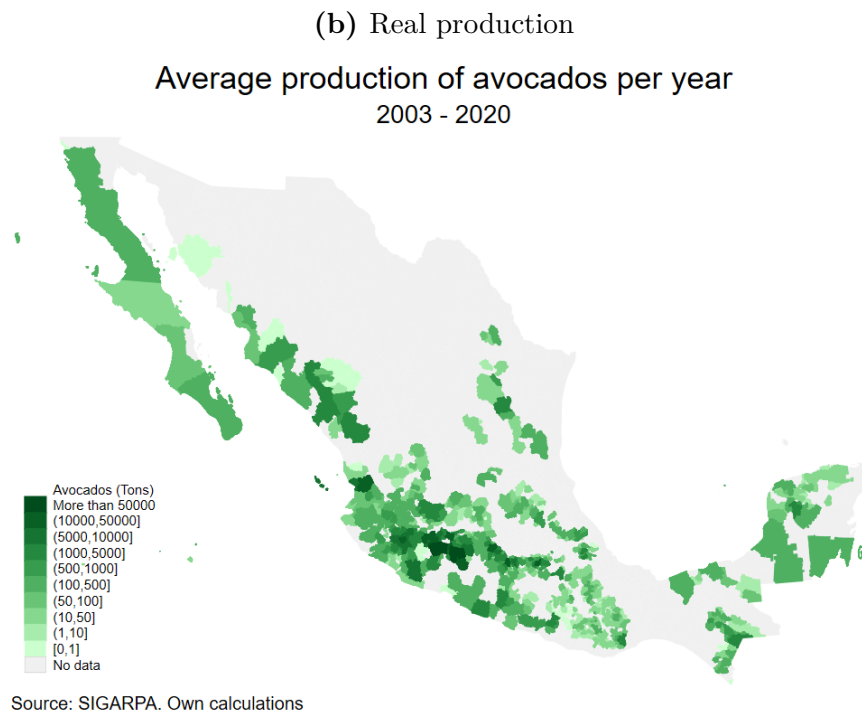 (b) Real production
Average production of avocados per year
2003 - 2020
Avocados (Tons)
More than 50000
(10000,50000]
(5000,10000]
(1000,5000]
(500,1000]
(100,500]
(50,100]
(10,50]
(1,10]
[0,1]
No data
Source: SIGARPA. Own calculations